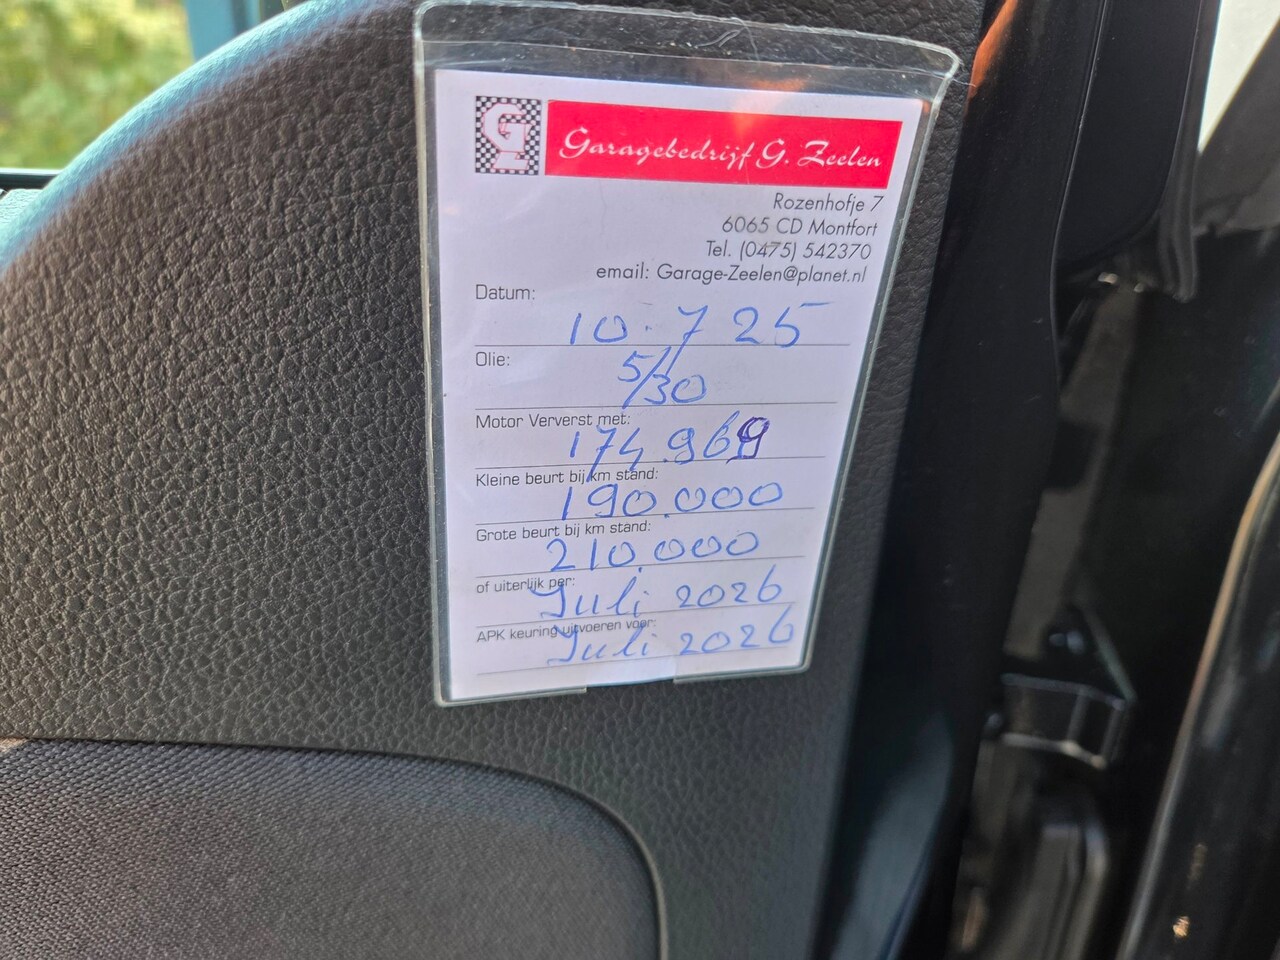 G
Garagebedrijf G. Zeelen
Rozenhofje 7
6065 CD Montfort
Tel. (0475) 542370
email: Garage-Zeelen@planet.nl
Datum:
10.7 25
Olie:
5/30
Motor Ververst met:
174.969
Kleine beurt bij km stand:
190.000
Grote beurt bij km stand:
210.000
of uiterlijk per:
Juli 2026
APK keuring uitvoeren voor:
Juli 2026